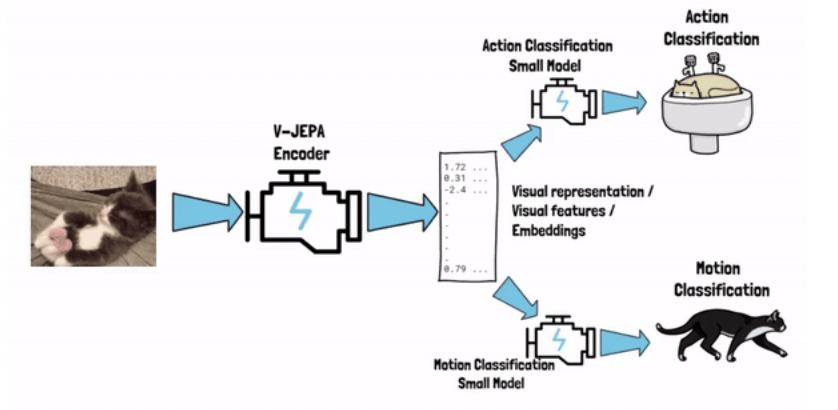 Action
Classification
Action Classification
Small Model
V-JEPA
Encoder
1.72 ...
0.31 ...
-2.4 ...
.
.
.
.
.
.
0.79 ...
Visual representation /
Visual features /
Embeddings
Motion
Classification
Motion Classification
Small Model